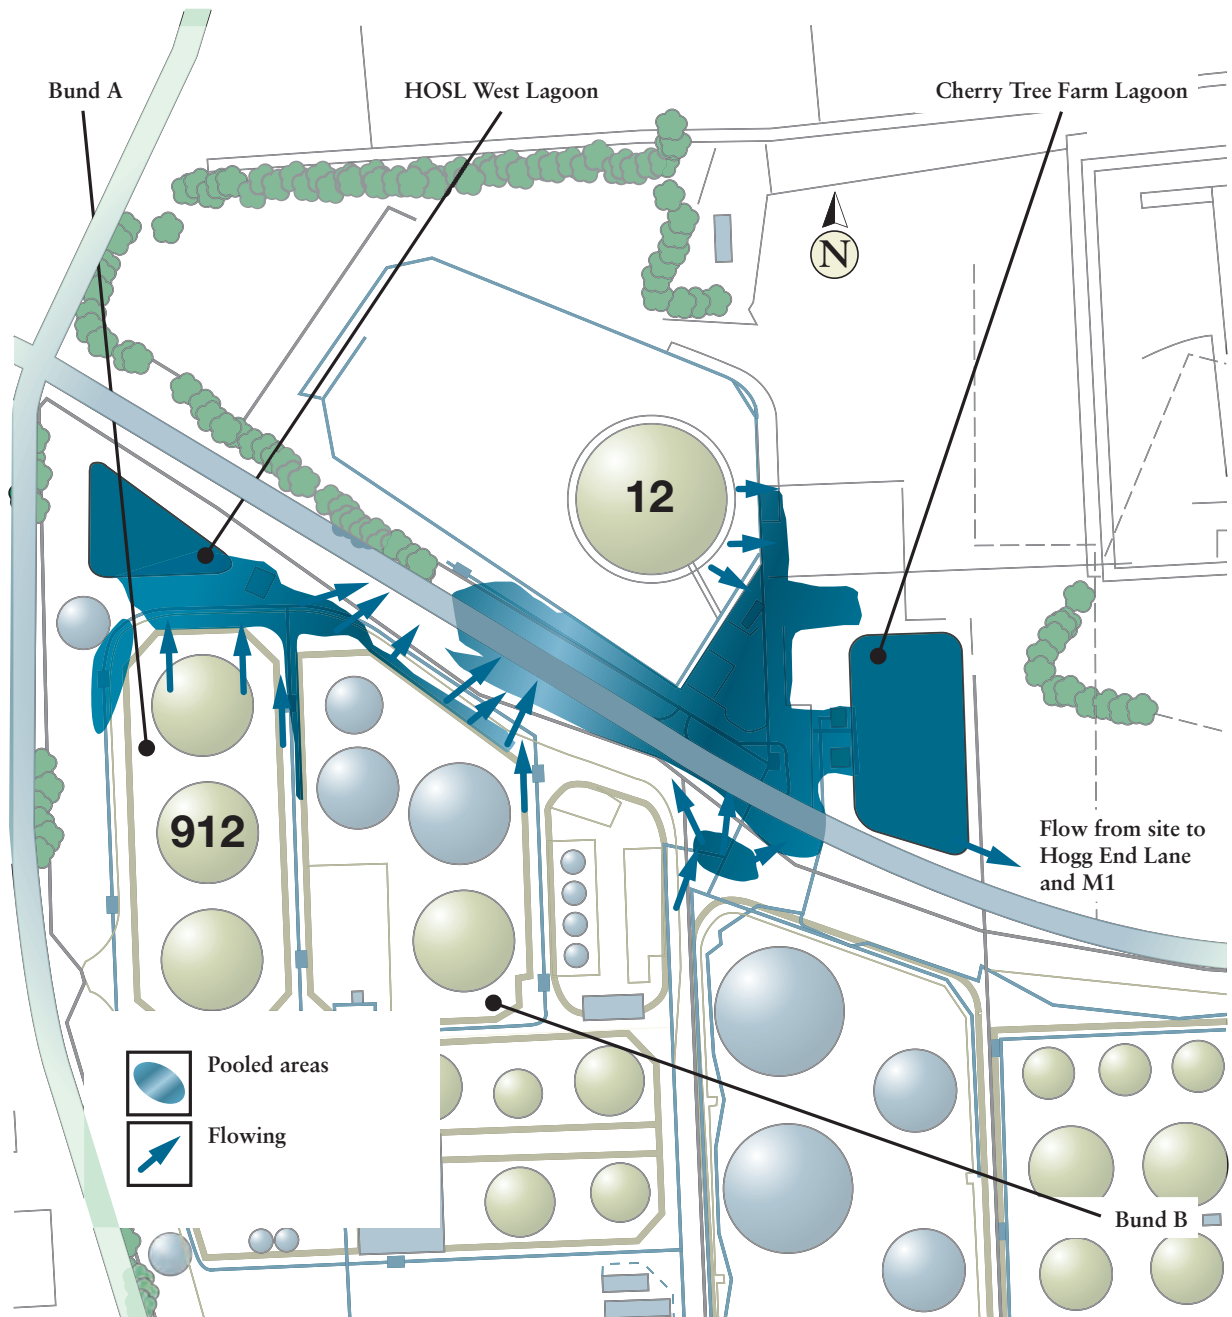 Bund A
HOSL West Lagoon
Cherry Tree Farm Lagoon
N
12
912
Flow from site to
Hogg End Lane
and M1
Pooled areas
Flowing
Bund B